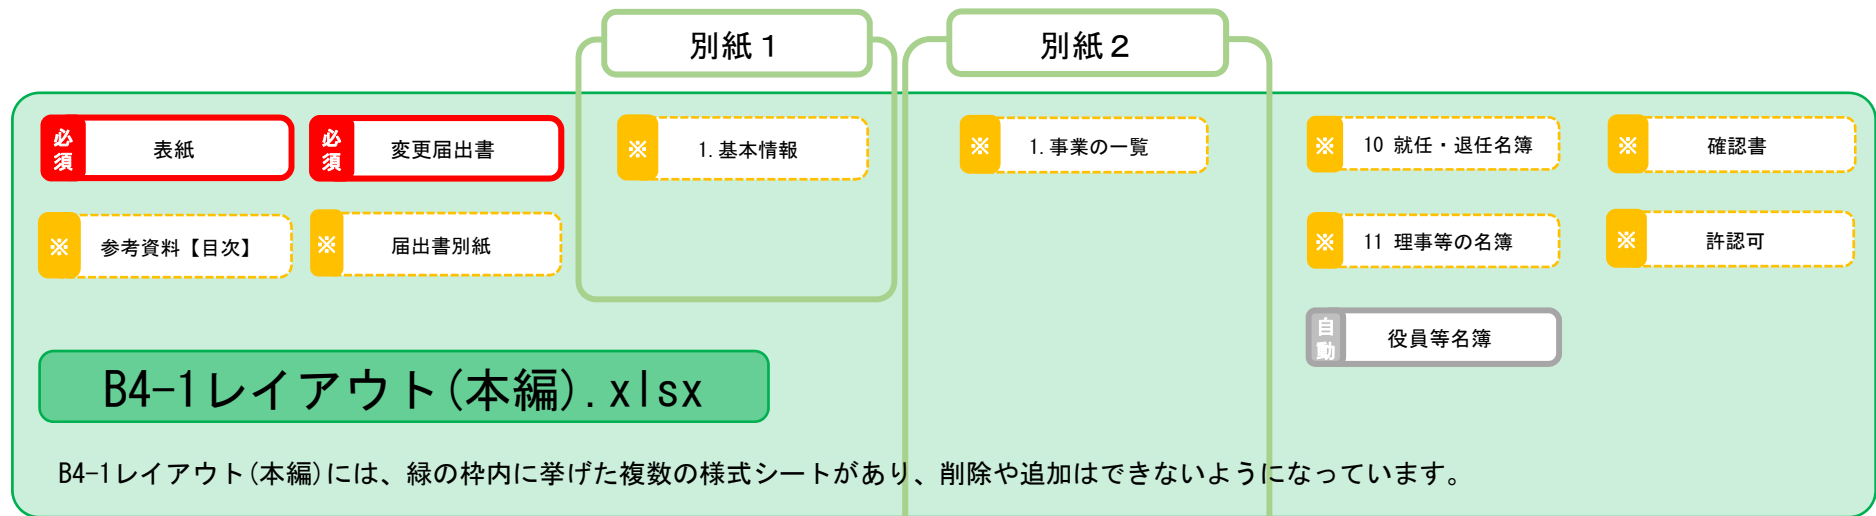 別紙１
別紙２
必須 表紙
必須 変更届出書
※ 1.基本情報
※ 1.事業の一覧
※ 10 就任・退任名簿
※ 確認書
※ 参考資料【目次】
※ 届出書別紙
※ 11 理事等の名簿
※ 許認可
自動 役員等名簿
B4-1レイアウト(本編).xlsx
B4-1レイアウト(本編)には、緑の枠内に挙げた複数の様式シートがあり、削除や追加はできないようになっています。